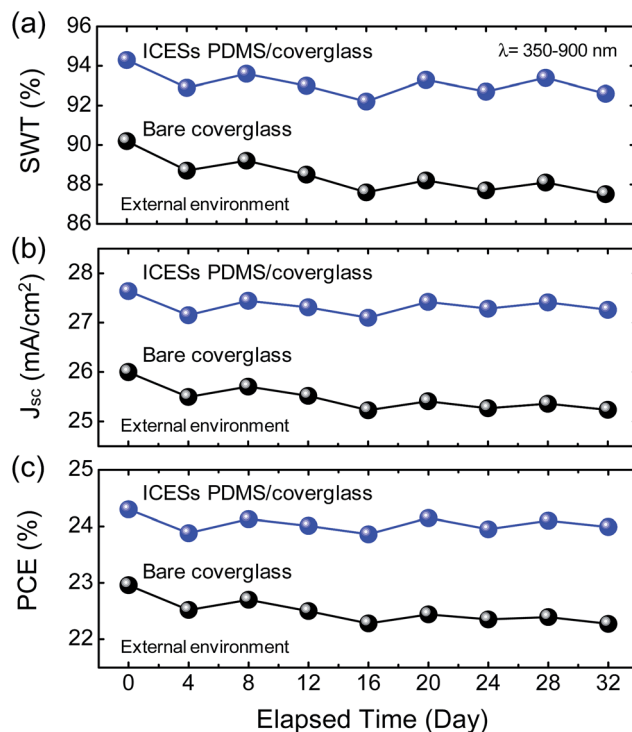 (a)
ICESs PDMS/coverglass
λ= 350-900 nm
Bare coverglass
External environment
SWT (%)
96
94
92
90
88
86
(b)
ICESs PDMS/coverglass
Bare coverglass
External environment
Jsc (mA/cm²)
28
27
26
25
(c)
ICESs PDMS/coverglass
Bare coverglass
External environment
PCE (%)
25
24
23
22
0 4 8 12 16 20 24 28 32
Elapsed Time (Day)